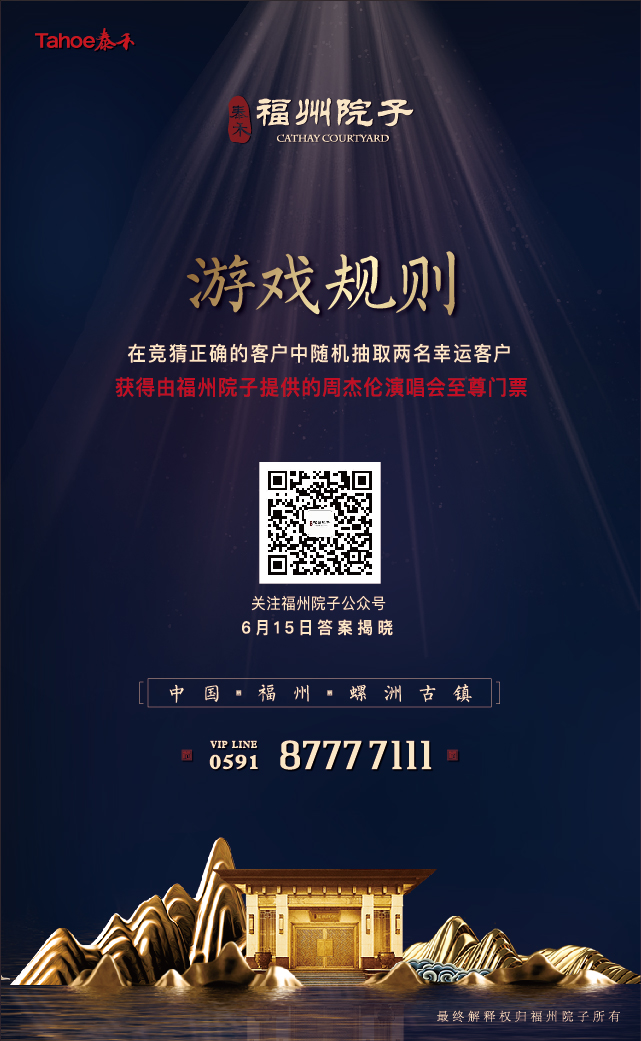 Tahoe泰禾
泰禾
福州院子
CATHAY COURTYARD
游戏规则
在竞猜正确的客户中随机抽取两名幸运客户
获得由福州院子提供的周杰伦演唱会至尊门票
关注福州院子公众号
6月15日答案揭晓
中国·福州·螺洲古镇
VIP LINE
0591 8777 7111
最终解释权归福州院子所有